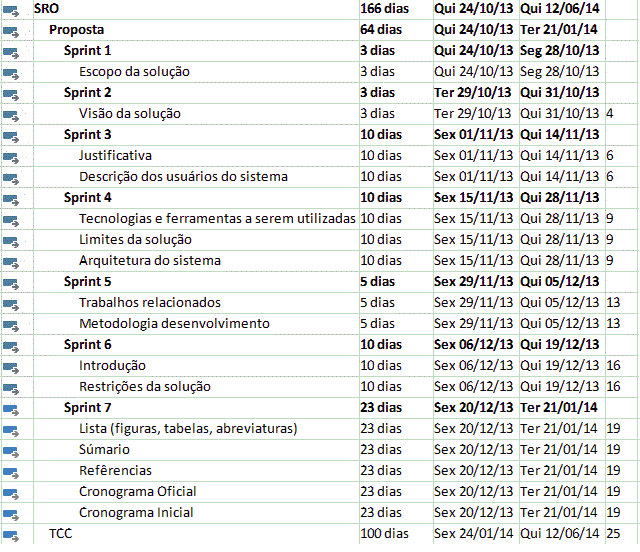 SRO 166 dias Qui 24/10/13 Qui 12/06/14
Proposta 64 dias Qui 24/10/13 Ter 21/01/14
Sprint 1 3 dias Qui 24/10/13 Seg 28/10/13
Escopo da solução 3 dias Qui 24/10/13 Seg 28/10/13
Sprint 2 3 dias Ter 29/10/13 Qui 31/10/13
Visão da solução 3 dias Ter 29/10/13 Qui 31/10/13 4
Sprint 3 10 dias Sex 01/11/13 Qui 14/11/13
Justificativa 10 dias Sex 01/11/13 Qui 14/11/13 6
Descrição dos usuários do sistema 10 dias Sex 01/11/13 Qui 14/11/13 6
Sprint 4 10 dias Sex 15/11/13 Qui 28/11/13
Tecnologias e ferramentas a serem utilizadas 10 dias Sex 15/11/13 Qui 28/11/13 9
Limites da solução 10 dias Sex 15/11/13 Qui 28/11/13 9
Arquitetura do sistema 10 dias Sex 15/11/13 Qui 28/11/13 9
Sprint 5 5 dias Sex 29/11/13 Qui 05/12/13
Trabalhos relacionados 5 dias Sex 29/11/13 Qui 05/12/13 13
Metodologia desenvolvimento 5 dias Sex 29/11/13 Qui 05/12/13 13
Sprint 6 10 dias Sex 06/12/13 Qui 19/12/13
Introdução 10 dias Sex 06/12/13 Qui 19/12/13 16
Restrições da solução 10 dias Sex 06/12/13 Qui 19/12/13 16
Sprint 7 23 dias Sex 20/12/13 Ter 21/01/14
Lista (figuras, tabelas, abreviaturas) 23 dias Sex 20/12/13 Ter 21/01/14 19
Súmario 23 dias Sex 20/12/13 Ter 21/01/14 19
Refêrencias 23 dias Sex 20/12/13 Ter 21/01/14 19
Cronograma Oficial 23 dias Sex 20/12/13 Ter 21/01/14 19
Cronograma Inicial 23 dias Sex 20/12/13 Ter 21/01/14 19
TCC 100 dias Sex 24/01/14 Qui 12/06/14 25